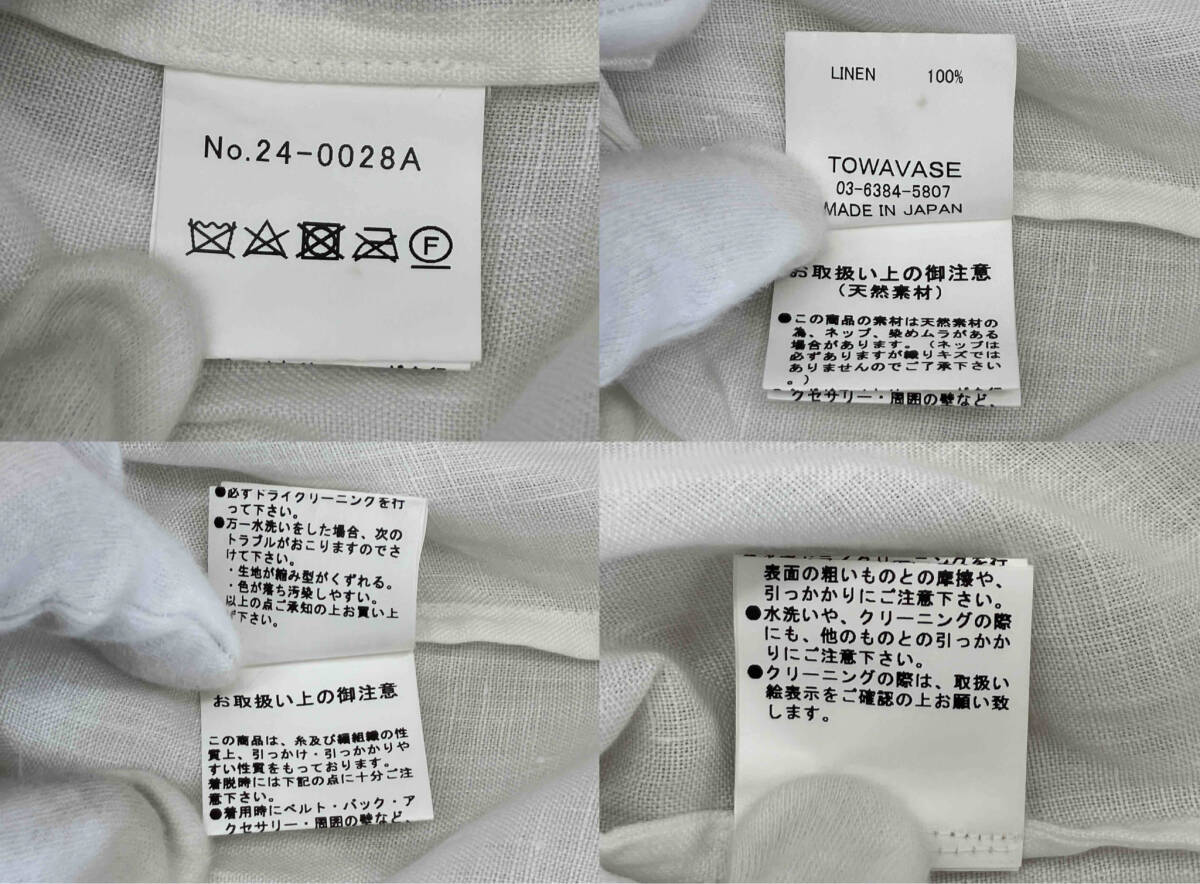 No.24-0028A
F
LINEN 100%
TOWAVASE
03-6384-5807
MADE IN JAPAN
お取扱い上の御注意
(天然素材)
●この商品の素材は天然素材の
為、ネップ、染めムラがある
場合があります。(ネップは
必ずありますが織りキズでは
ありませんのでご了承下さい
。)
クセサリー・周囲の壁など、
●必ずドライクリーニングを行
って下さい。
●万一水洗いをした場合、次の
トラブルがおこりますのでさ
けて下さい。
・生地が縮み型がくずれる。
・色が落ち汚染しやすい。
以上の点ご承知の上お買い上
げ下さい。
お取扱い上の御注意
この商品は、糸及び編組織の性
質上、引っかけ・引っかかりや
すい性質をもっております。
着脱時には下記の点に十分ご注
意下さい。
●着用時にベルト・バック・ア
クセサリー・周囲の壁など、
表面の粗いものとの摩擦や、
引っかかりにご注意下さい。
●水洗いや、クリーニングの際
にも、他のものとの引っかか
りにご注意下さい。
●クリーニングの際は、取扱い
絵表示をご確認の上お願い致
します。